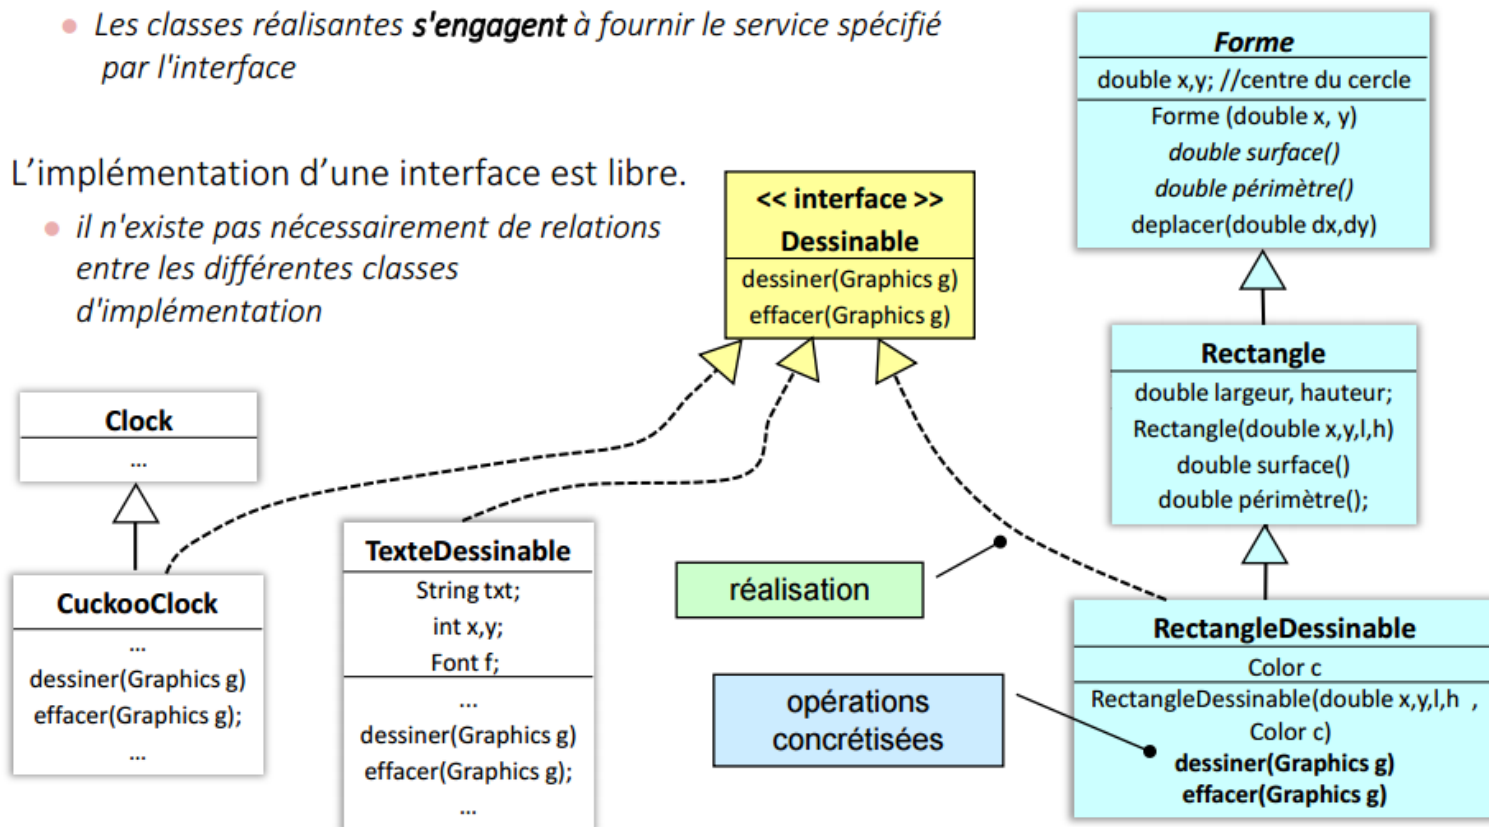 Les classes réalisantes s'engagent à fournir le service spécifié
par l'interface
L'implémentation d'une interface est libre.
il n'existe pas nécessairement de relations
entre les différentes classes
d'implémentation
<< interface >>
Dessinable
dessiner(Graphics g)
effacer(Graphics g)
Forme
double x,y; //centre du cercle
Forme (double x, y)
double surface()
double périmètre()
deplacer(double dx,dy)
Rectangle
double largeur, hauteur;
Rectangle(double x,y,l,h)
double surface()
double périmètre();
Clock
...
CuckooClock
...
dessiner(Graphics g)
effacer(Graphics g);
...
TexteDessinable
String txt;
int x,y;
Font f;
...
dessiner(Graphics g)
effacer(Graphics g);
...
réalisation
opérations
concrétisées
RectangleDessinable
Color c
RectangleDessinable(double x,y,l,h ,
Color c)
dessiner(Graphics g)
effacer(Graphics g)